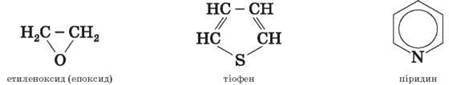 HC – CH
H₂C – CH₂
HC CH
O
S
N
етиленоксид (епоксид) тіофен піридин